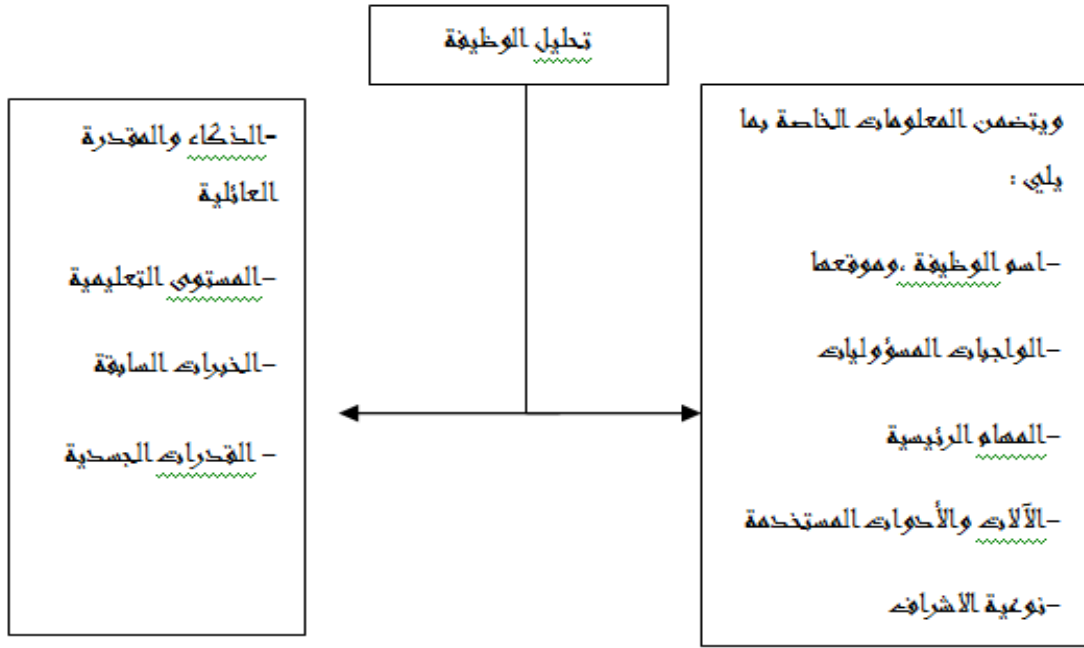 تحليل الوظيفة
ويتضمن المعلومات الخاصة بما
يلي :
-اسم الوظيفة ،وموقعها
-الواجبات المسؤوليات
-المهام الرئيسية
-الآلات والأدوات المستخدمة
-نوعية الاشراف
-الذكاء والمقدرة
العائلية
-المستوى التعليمية
-الخبرات السابقة
- القدرات الجسدية